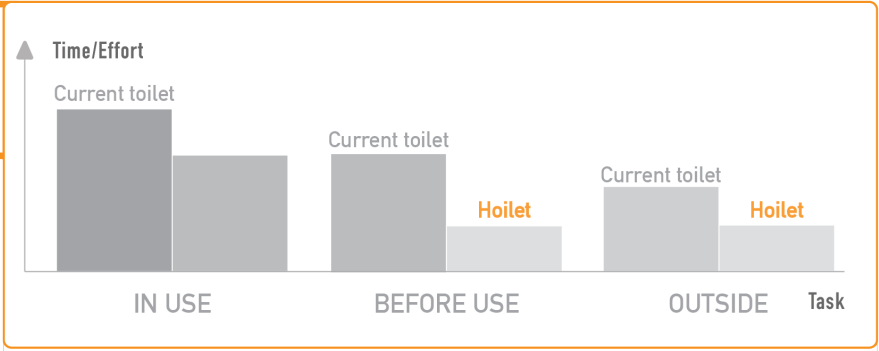 Time/Effort
Current toilet
Current toilet
Hoilet
Current toilet
Hoilet
IN USE
BEFORE USE
OUTSIDE
Task